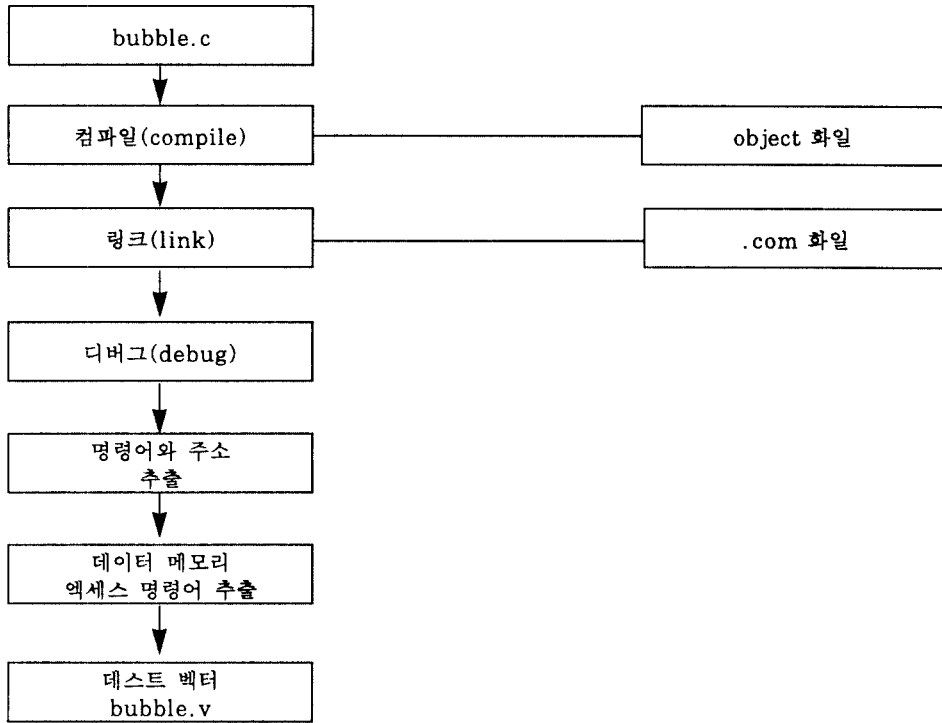 bubble.c
컴파일(compile)
object 화일
링크(link)
.com 화일
디버그(debug)
명령어와 주소
추출
데이터 메모리
엑세스 명령어 추출
데스트 벡터
bubble.v